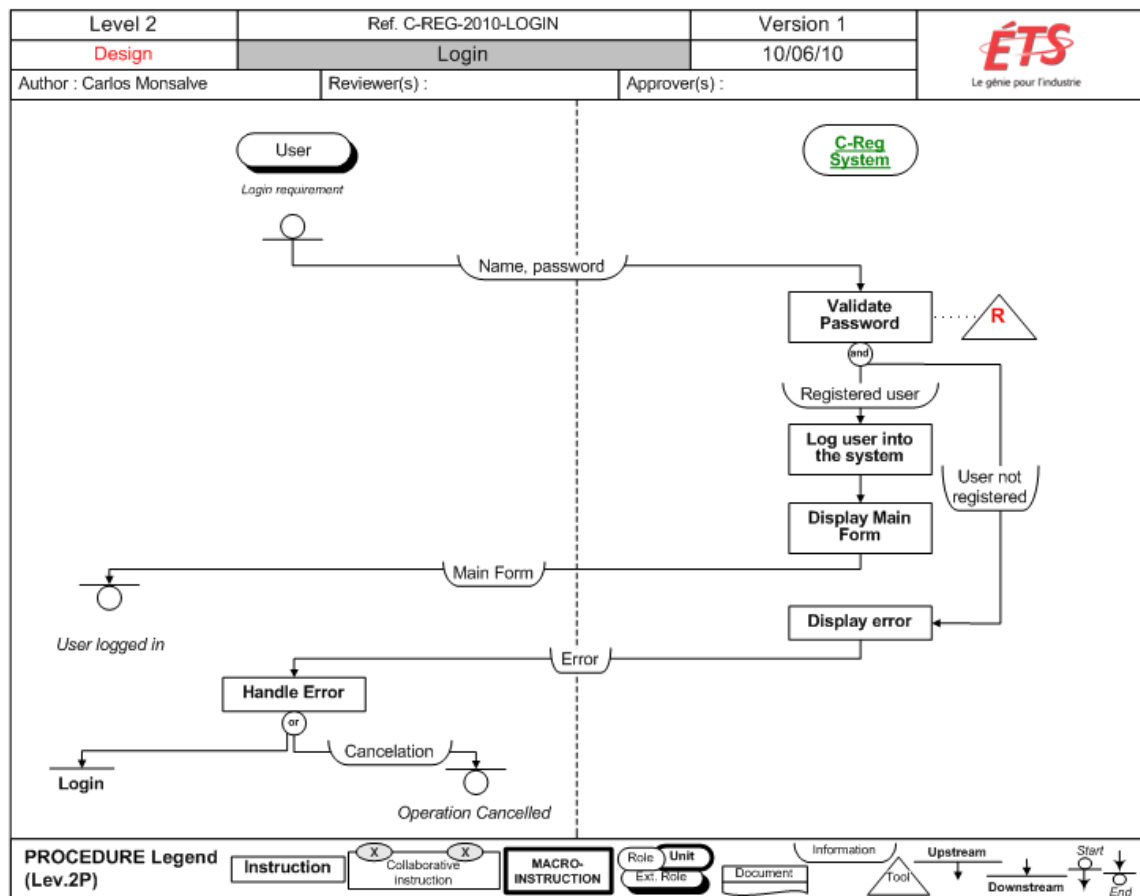 Level 2
Ref. C-REG-2010-LOGIN
Version 1
ÉTS
Le génie pour l'industrie
Design
Login
10/06/10
Author : Carlos Monsalve
Reviewer(s) :
Approver(s) :
User
C-Reg
System
Login requirement
Name, password
Validate
Password
R
and
Registered user
Log user into
the system
User not
registered
Display Main
Form
Main Form
User logged in
Display error
Error
Handle Error
or
Cancelation
Login
Operation Cancelled
PROCEDURE Legend
(Lev.2P)
Instruction
X
X
Collaborative
instruction
MACRO-
INSTRUCTION
Role
Unit
Ext. Role
Document
Information
Tool
Upstream
Downstream
Start
End